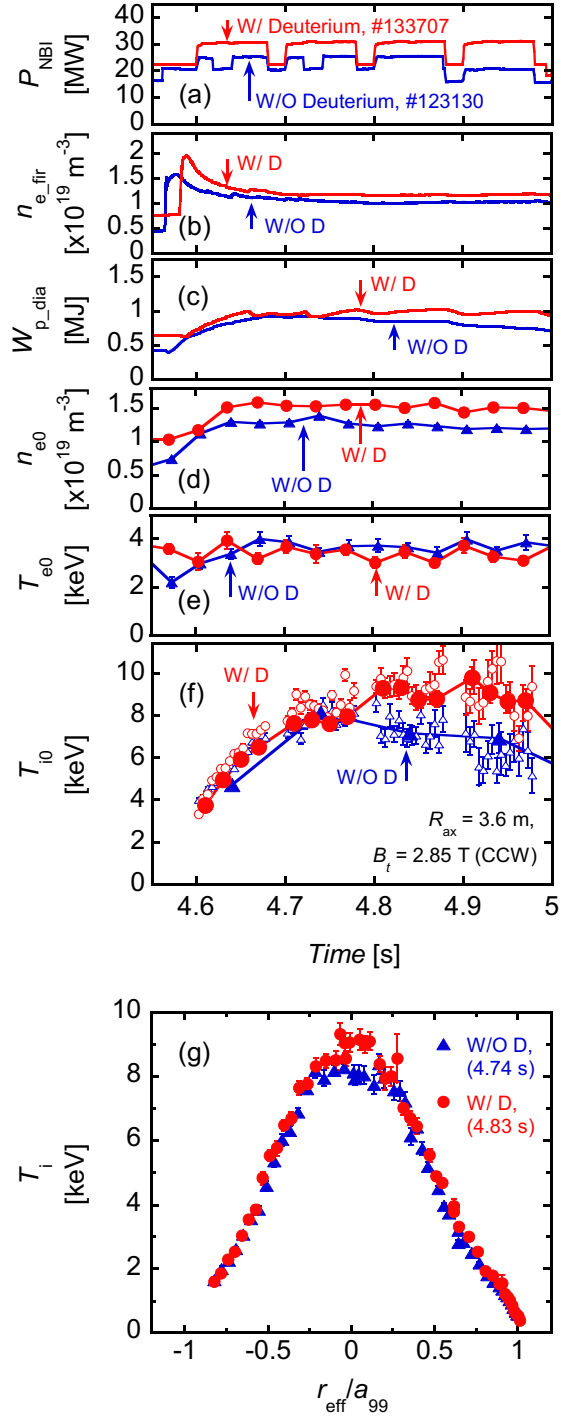 P_NBI [MW]
40
30
20
10
0
W/ Deuterium, #133707
W/O Deuterium, #123130
(a)
n_e_fir [x10^19 m^-3]
2
1.5
1
0.5
0
W/ D
W/O D
(b)
W_p_dia [MJ]
1.5
1
0.5
0
(c)
W/ D
W/O D
n_e0 [x10^19 m^-3]
1.5
1
0.5
0
(d)
W/O D
W/ D
T_e0 [keV]
4
2
0
(e)
W/O D
W/ D
T_i0 [keV]
10
8
6
4
2
0
W/ D
(f)
W/O D
R_ax = 3.6 m,
B_t = 2.85 T (CCW)
4.6 4.7 4.8 4.9 5
Time [s]
T_i [keV]
10
8
6
4
2
0
(g)
W/O D,
(4.74 s)
W/ D,
(4.83 s)
-1 -0.5 0 0.5 1
r_eff/a_99